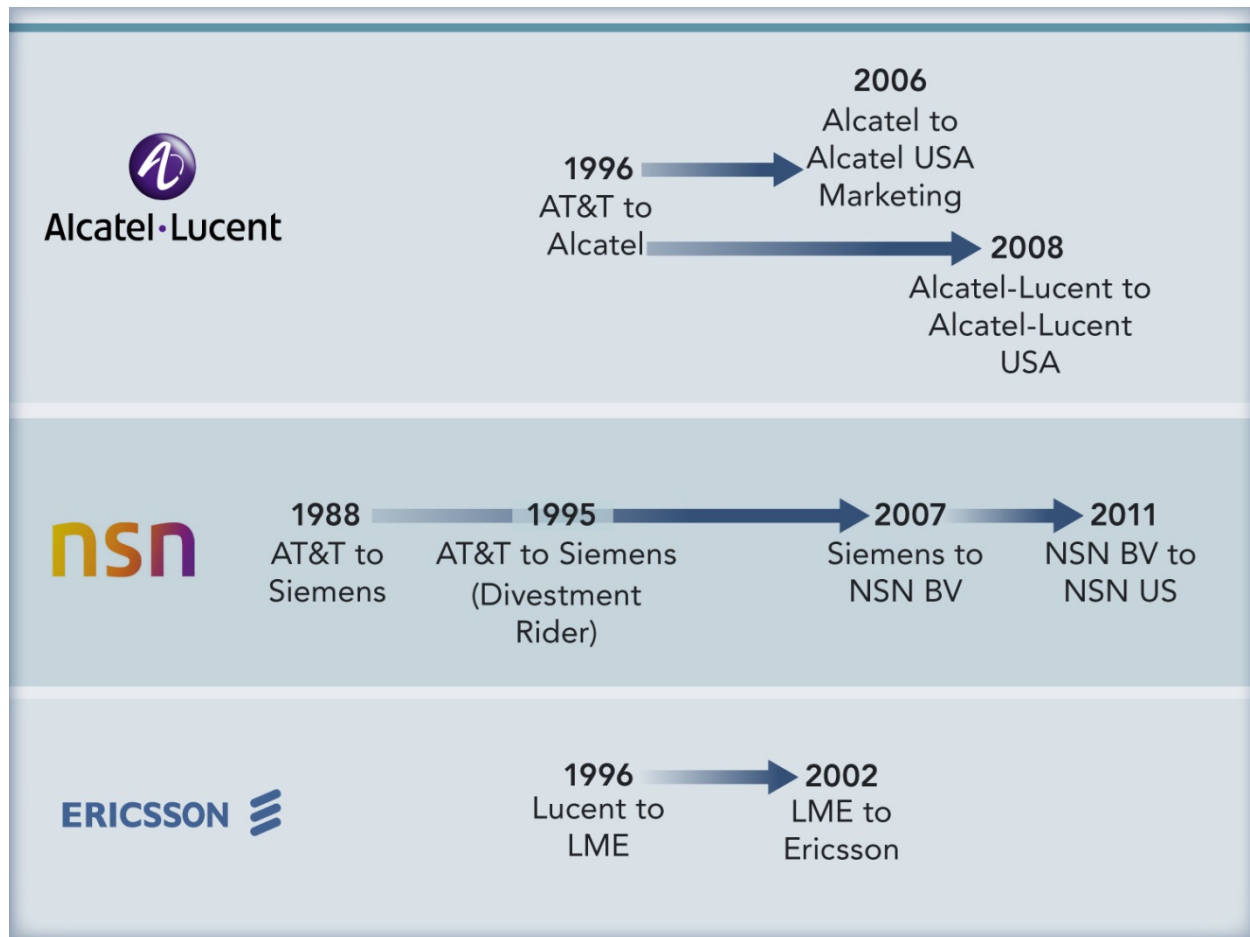 Alcatel·Lucent
1996
AT&T to
Alcatel
2006
Alcatel to
Alcatel USA
Marketing
2008
Alcatel-Lucent to
Alcatel-Lucent
USA
nsn
1988
AT&T to
Siemens
1995
AT&T to Siemens
(Divestment
Rider)
2007
Siemens to
NSN BV
2011
NSN BV to
NSN US
ERICSSON
1996
Lucent to
LME
2002
LME to
Ericsson